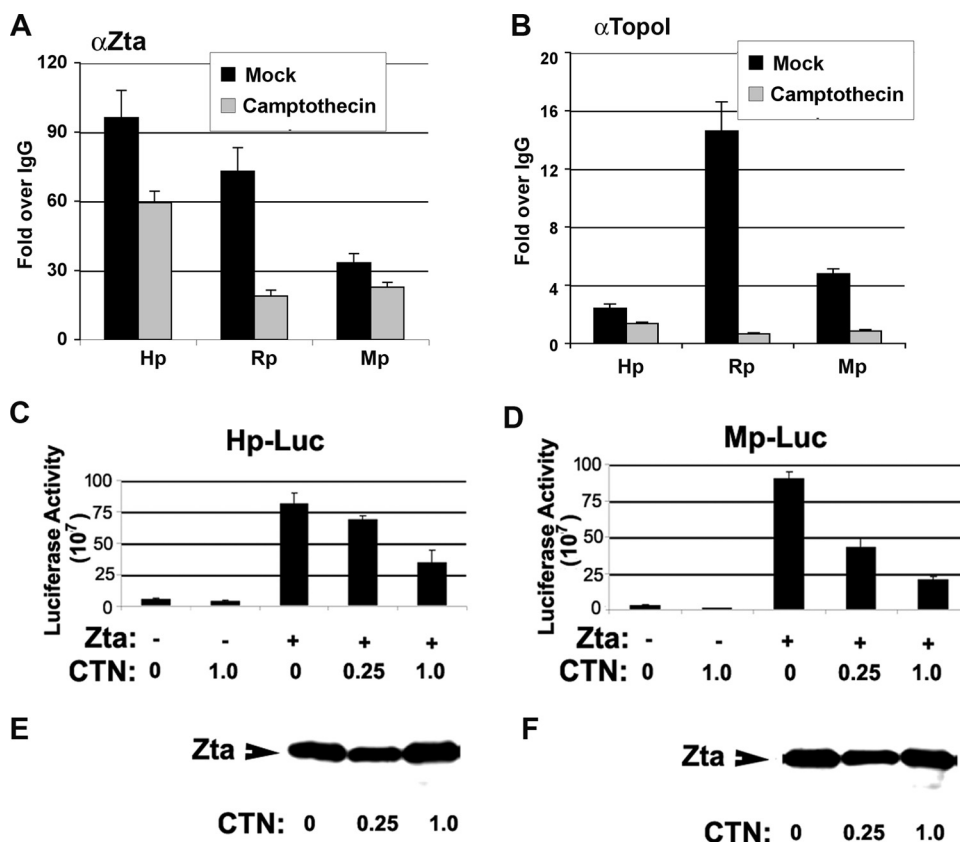 A
αZta
120
90
60
30
0
Fold over IgG
Mock
Camptothecin
Hp Rp Mp
B
αTopoI
20
16
12
8
4
0
Fold over IgG
Mock
Camptothecin
Hp Rp Mp
C
Hp-Luc
Luciferase Activity
(10⁷)
100
75
50
25
0
Zta: - - + + +
CTN: 0 1.0 0 0.25 1.0
D
Mp-Luc
Luciferase Activity
(10⁷)
100
75
50
25
0
Zta: - - + + +
CTN: 0 1.0 0 0.25 1.0
E
Zta
CTN: 0 0.25 1.0
F
Zta
CTN: 0 0.25 1.0